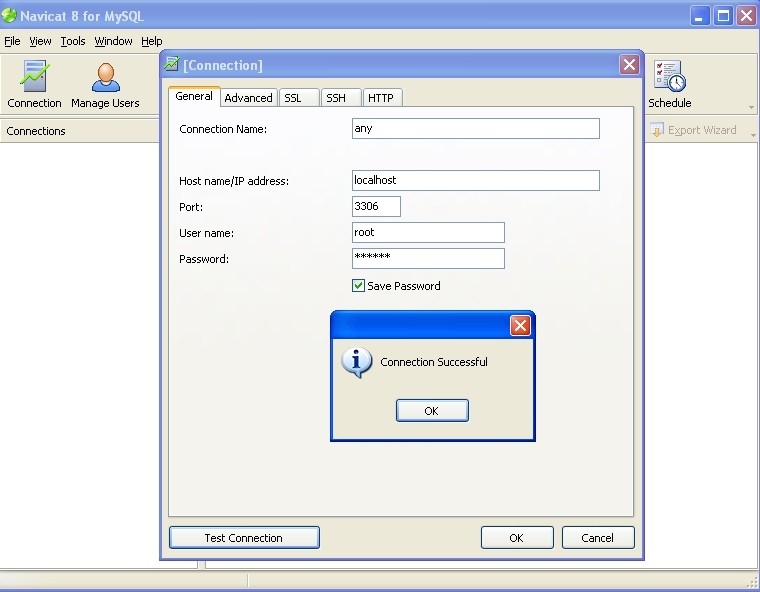 Navicat 8 for MySQL
File View Tools Window Help
Connection Manage Users Schedule
Connections Export Wizard
[Connection]
General Advanced SSL SSH HTTP
Connection Name: any
Host name/IP address: localhost
Port: 3306
User name: root
Password: ******
Save Password
Connection Successful
OK
Test Connection OK Cancel